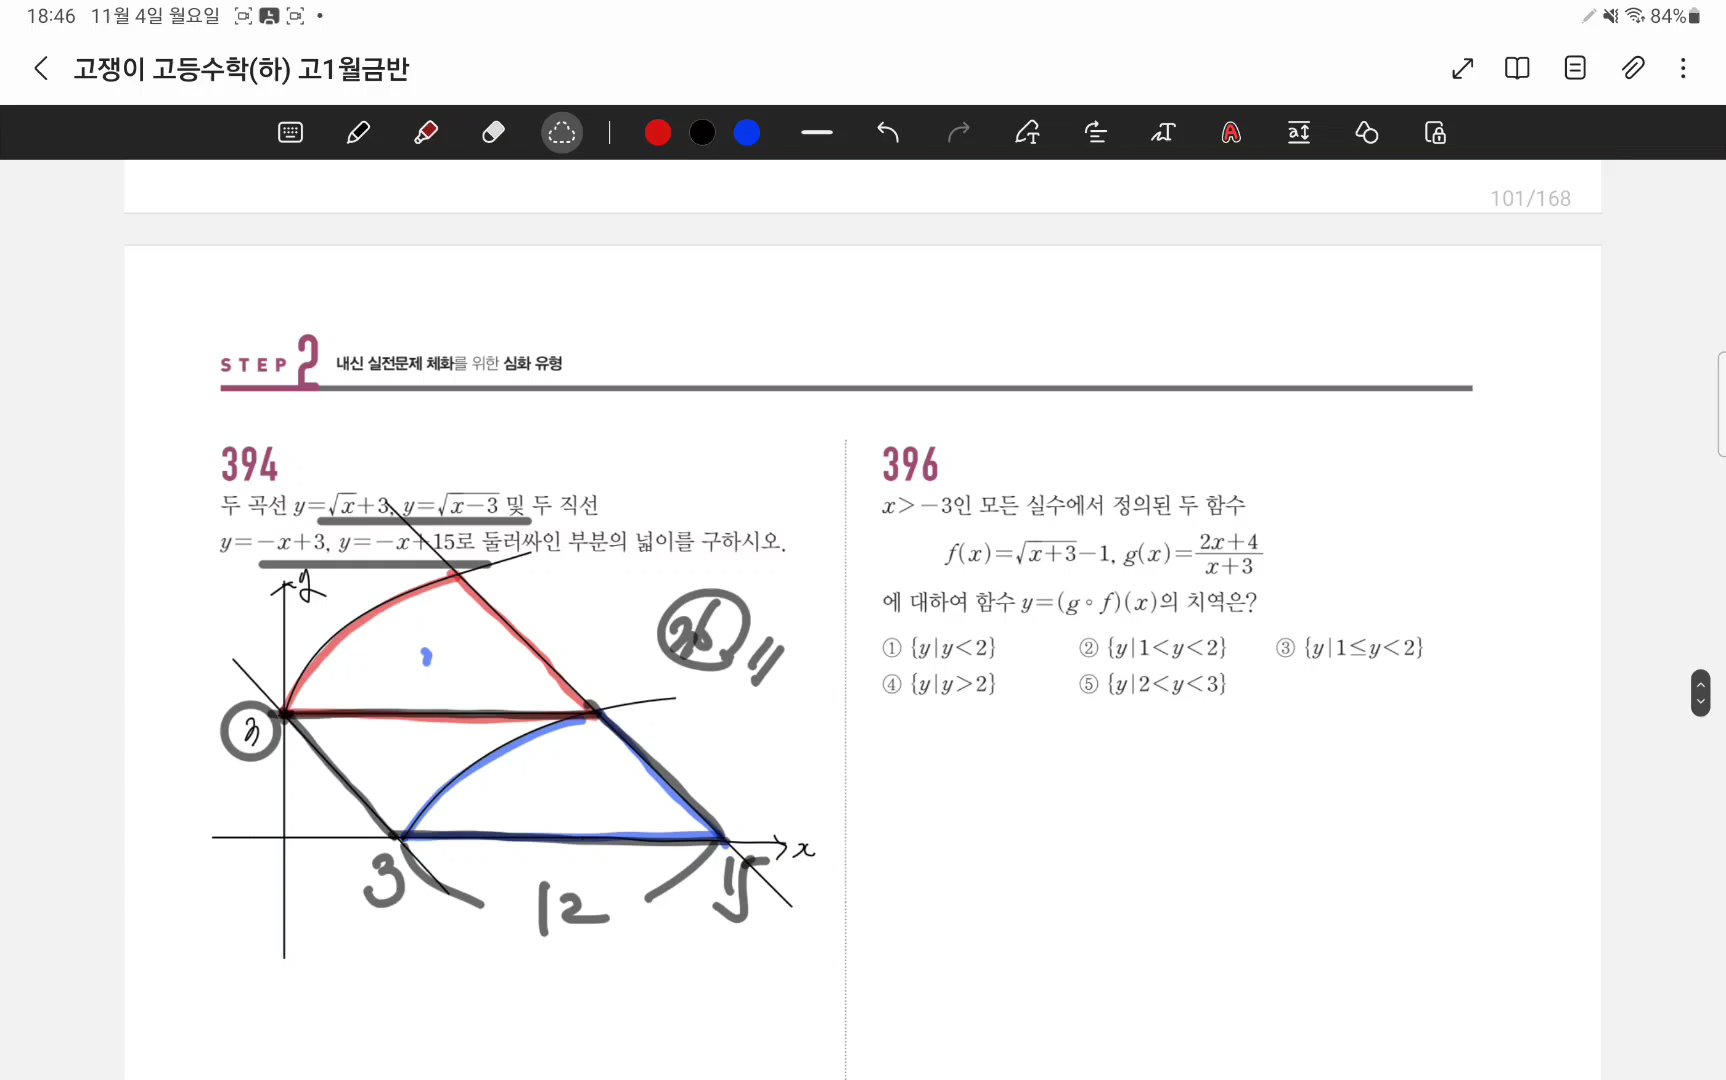 18:46 11월 4일 월요일
84%
고쟁이 고등수학(하) 고1월금반
101/168
STEP 2 내신 실전문제 체화를 위한 심화 유형
394
두 곡선 y=√x+3, y=√x−3 및 두 직선
y=−x+3, y=−x+15로 둘러싸인 부분의 넓이를 구하시오.
y
36
3
x
3
12
15
396
x>−3인 모든 실수에서 정의된 두 함수
f(x)=√x+3−1, g(x)=2x+4/x+3
에 대하여 함수 y=(g∘f)(x)의 치역은?
① {y|y<2} ② {y|1<y<2} ③ {y|1≤y<2}
④ {y|y>2} ⑤ {y|2<y<3}